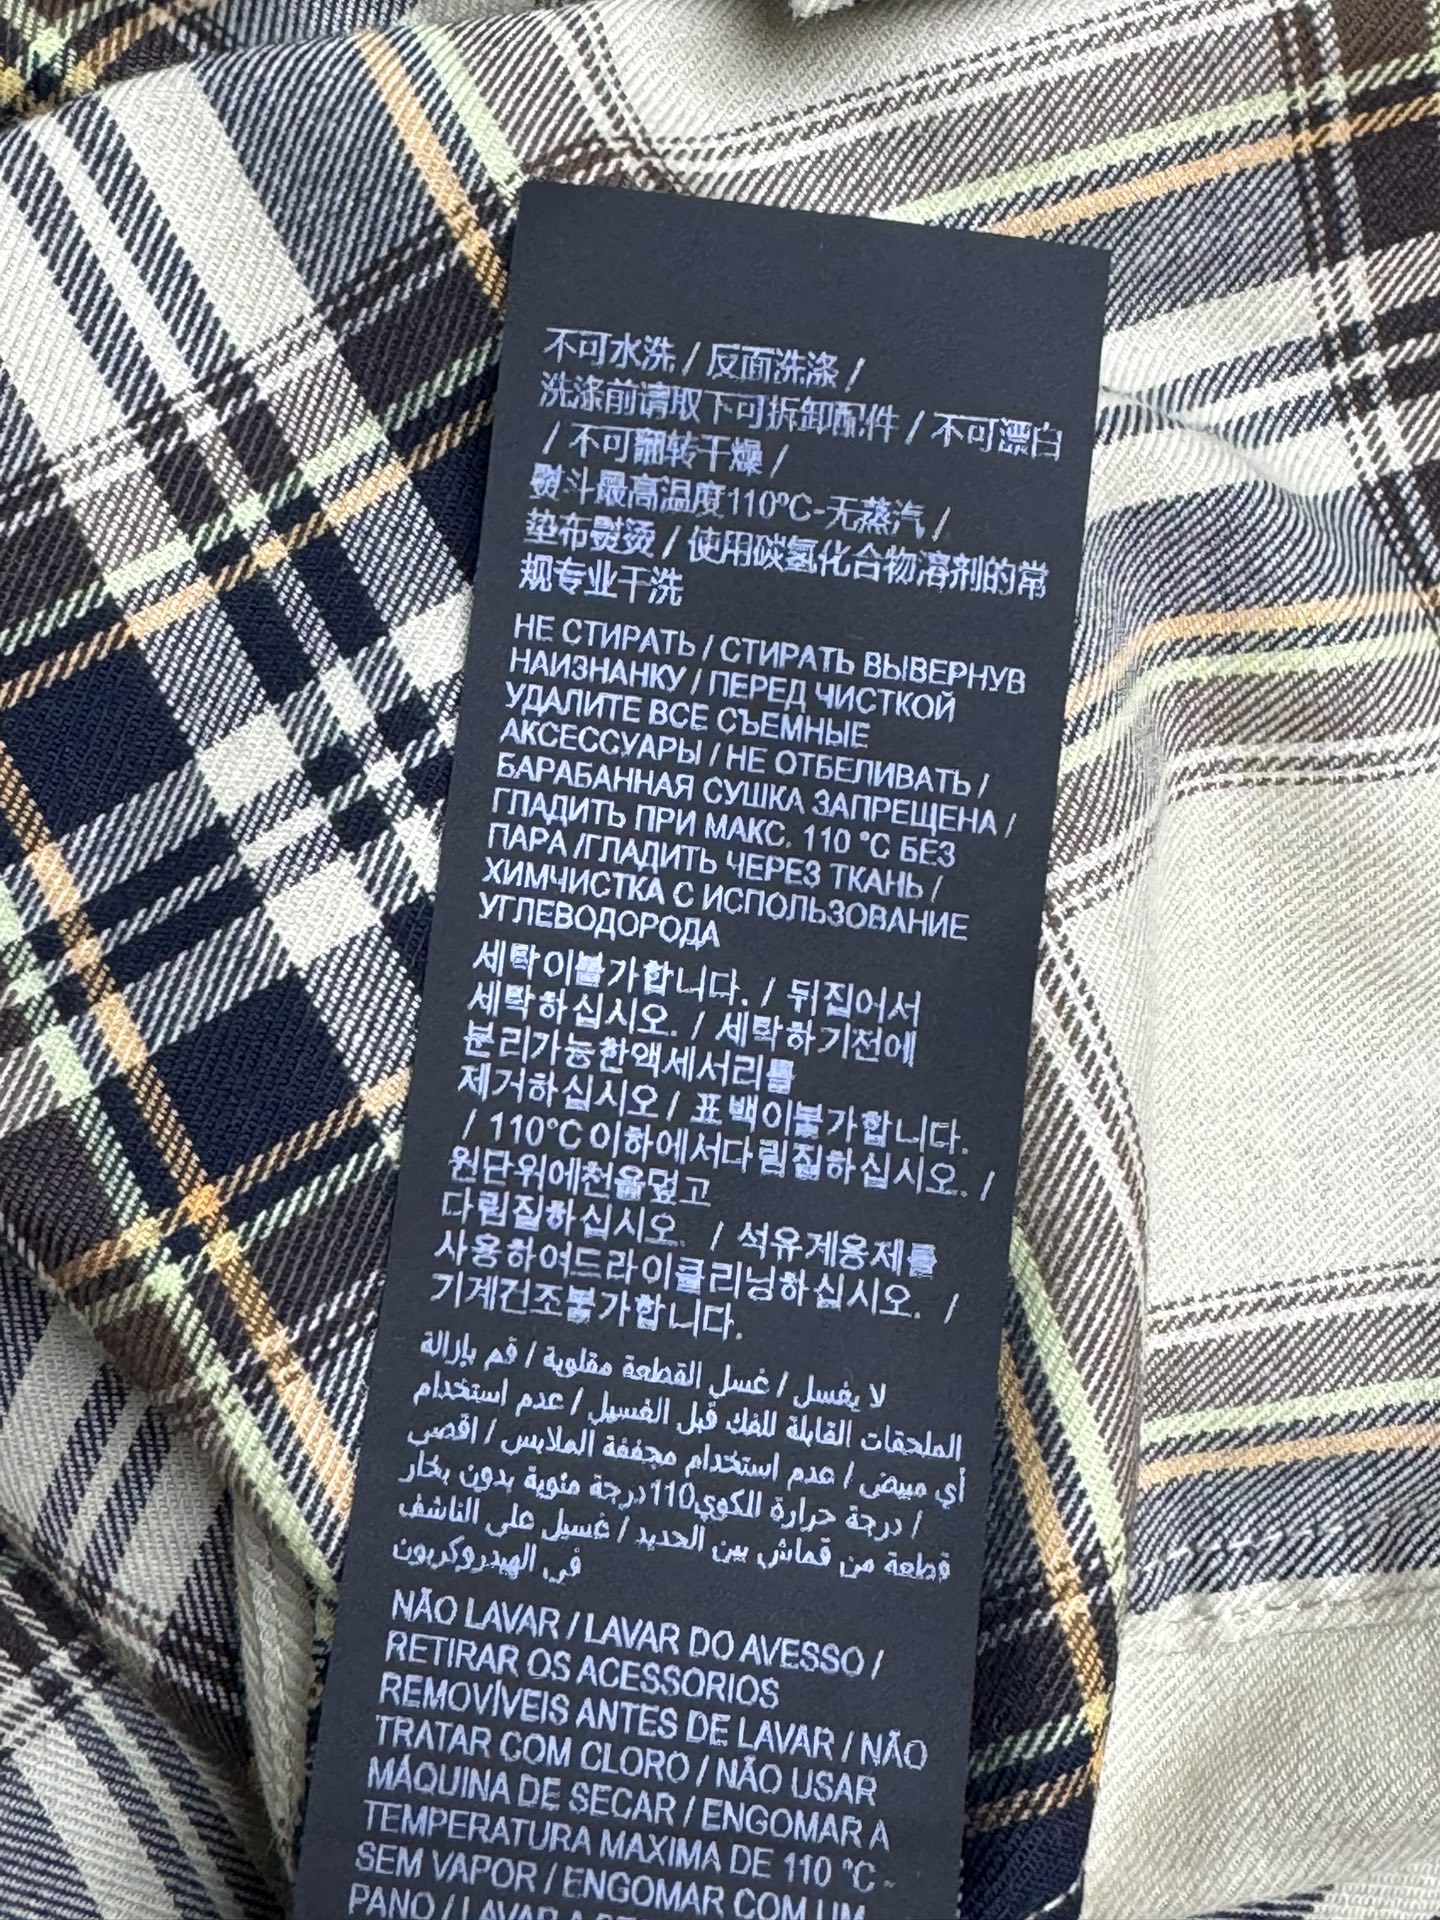 不可水洗 / 反面洗涤 /
洗涤前请取下可拆卸配件 / 不可漂白
/ 不可翻转干燥 /
熨斗最高温度110ºC-无蒸汽 /
垫布熨烫 / 使用碳氢化合物溶剂的常
规专业干洗
НЕ СТИРАТЬ / СТИРАТЬ ВЫВЕРНУВ
НАИЗНАНКУ / ПЕРЕД ЧИСТКОЙ
УДАЛИТЕ ВСЕ СЪЕМНЫЕ
АКСЕССУАРЫ / НЕ ОТБЕЛИВАТЬ /
БАРАБАННАЯ СУШКА ЗАПРЕЩЕНА /
ГЛАДИТЬ ПРИ МАКС. 110 °C БЕЗ
ПАРА /ГЛАДИТЬ ЧЕРЕЗ ТКАНЬ /
ХИМЧИСТКА С ИСПОЛЬЗОВАНИЕ
УГЛЕВОДОРОДА
세탁이불가합니다. / 뒤집어서
세탁하십시오. / 세탁하기전에
분리가능한액세서리를
제거하십시오 / 표백이불가합니다.
/ 110°C 이하에서다림질하십시오. /
원단위에천을덮고
다림질하십시오. / 석유계용제를
사용하여드라이클리닝하십시오. /
기계건조불가합니다.
لا يغسل / غسل القطعة مقلوبة / قم بإزالة
الملحقات القابلة للفك قبل الغسيل / عدم استخدام
أي مبيض / عدم استخدام مجففة الملابس / اقصى
درجة حرارة للكوي110درجة مئوية بدون بخار /
قطعة من قماش بين الحديد / غسيل على الناشف
في الهيدروكربون
NÃO LAVAR / LAVAR DO AVESSO /
RETIRAR OS ACESSORIOS
REMOVÍVEIS ANTES DE LAVAR / NÃO
TRATAR COM CLORO / NÃO USAR
MÁQUINA DE SECAR / ENGOMAR A
TEMPERATURA MAXIMA DE 110 °C -
SEM VAPOR / ENGOMAR COM UM
PANO / LAVAR A